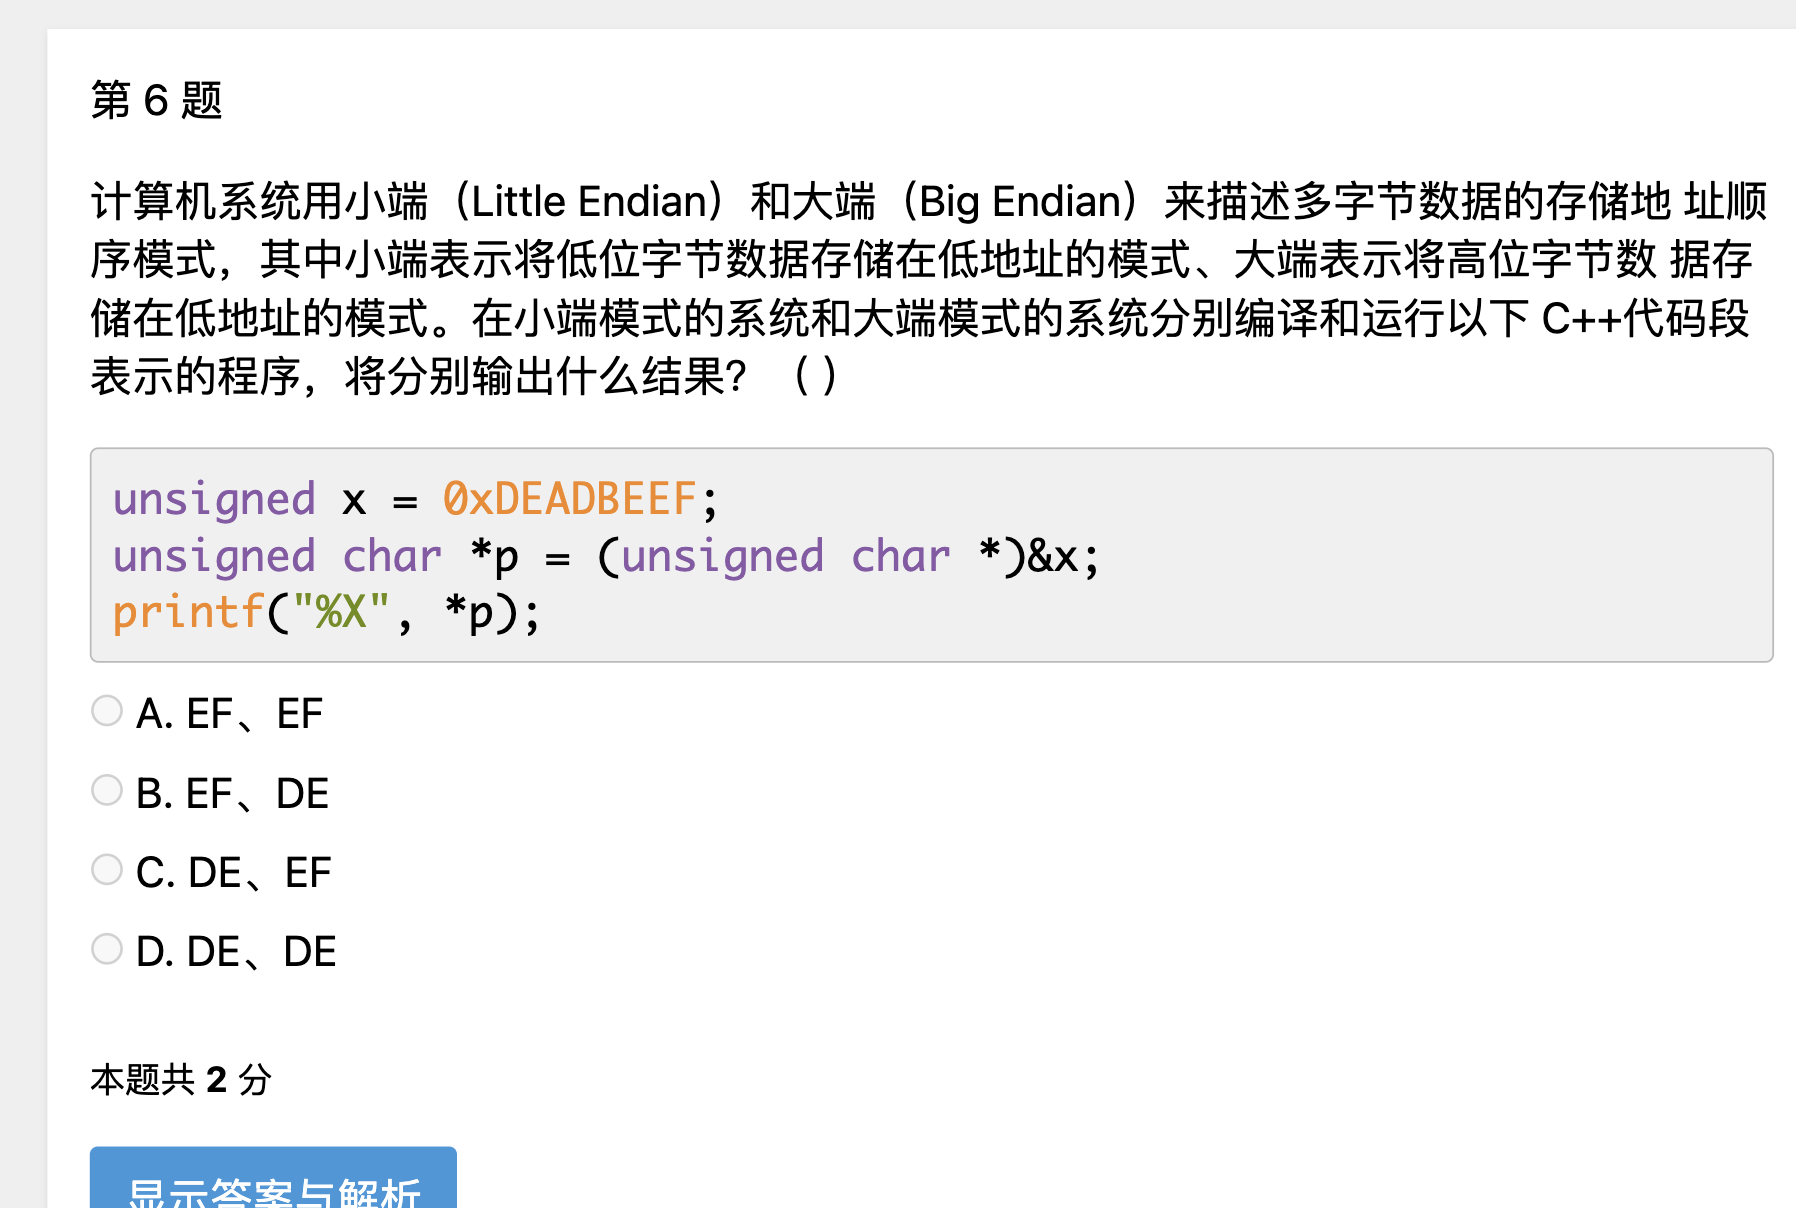 第 6 题
计算机系统用小端（Little Endian）和大端（Big Endian）来描述多字节数据的存储地 址顺
序模式，其中小端表示将低位字节数据存储在低地址的模式、大端表示将高位字节数 据存
储在低地址的模式。在小端模式的系统和大端模式的系统分别编译和运行以下 C++代码段
表示的程序，将分别输出什么结果? （ ）
unsigned x = 0xDEADBEEF;
unsigned char *p = (unsigned char *)&x;
printf("%X", *p);
A. EF、EF
B. EF、DE
C. DE、EF
D. DE、DE
本题共 2 分
显示答案与解析